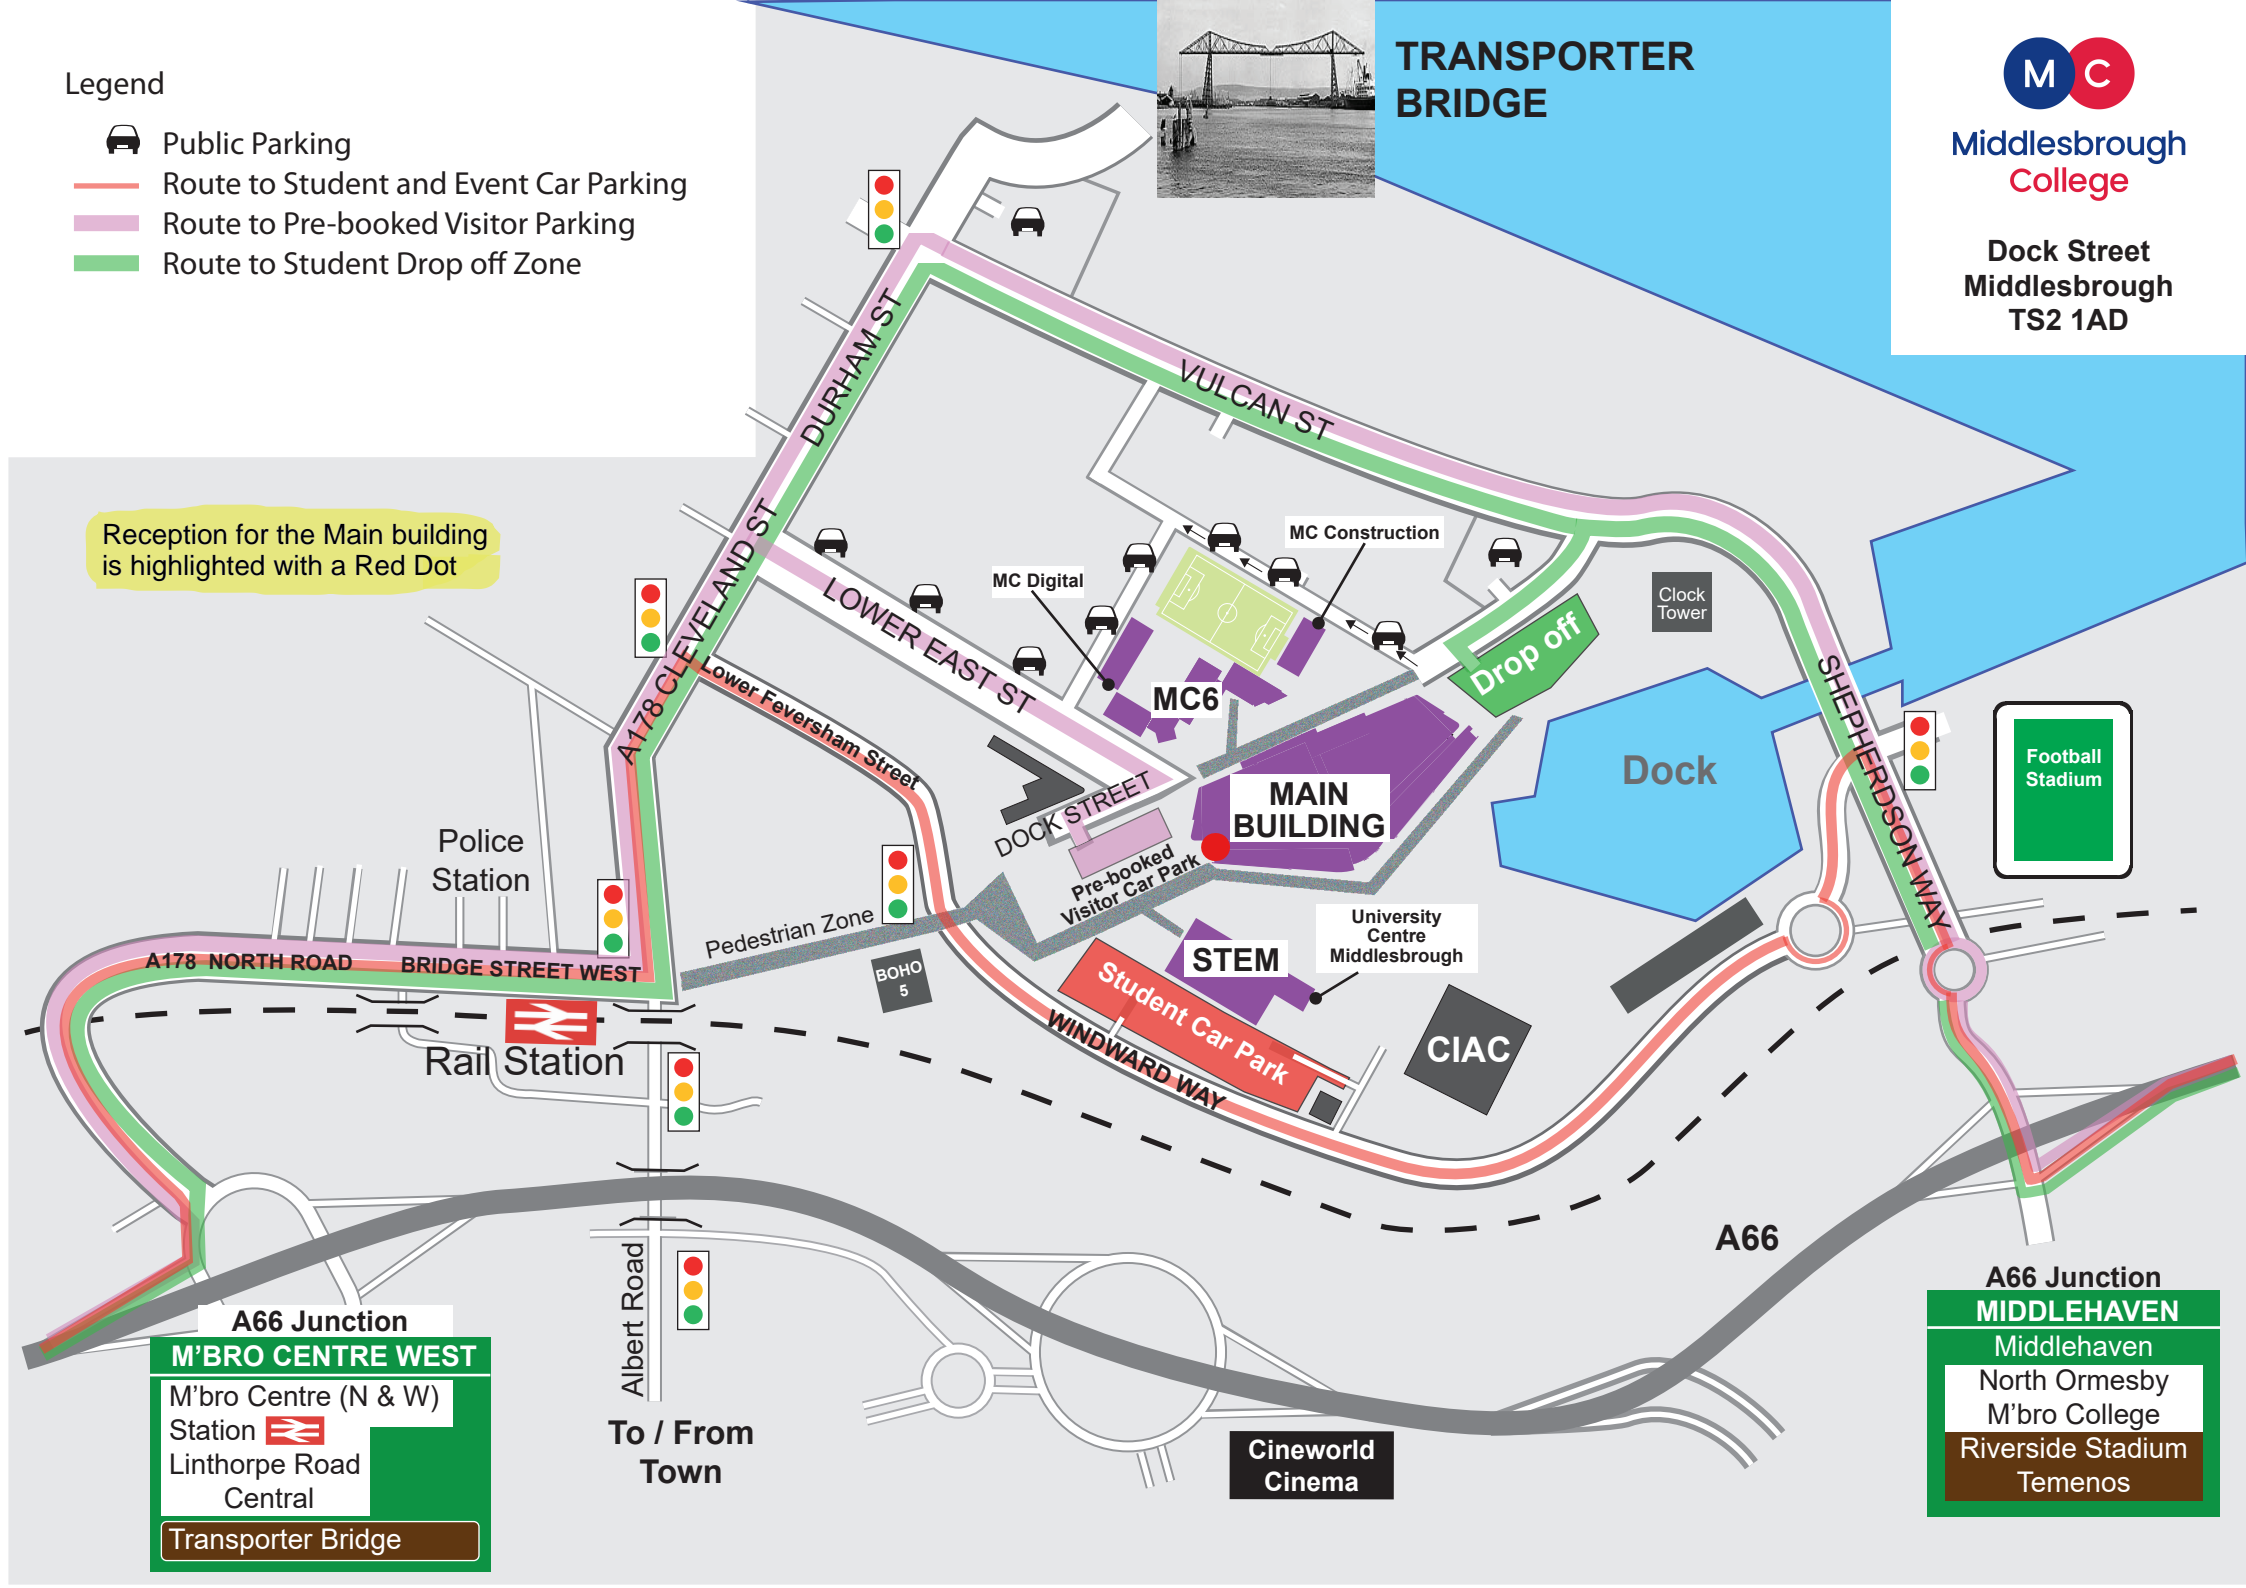 Legend
Public Parking
Route to Student and Event Car Parking
Route to Pre-booked Visitor Parking
Route to Student Drop off Zone
TRANSPORTER
BRIDGE
M C
Middlesbrough
College
Dock Street
Middlesbrough
TS2 1AD
Reception for the Main building
is highlighted with a Red Dot
DURHAM ST
VULCAN ST
A178 CLEVELAND ST
LOWER EAST ST
Lower Feversham Street
MC Digital
MC Construction
MC6
Drop off
Clock
Tower
SHEPHERDSON WAY
Football
Stadium
Dock
MAIN
BUILDING
DOCK STREET
Pre-booked
Visitor Car Park
Police
Station
Pedestrian Zone
BOHO
5
A178 NORTH ROAD
BRIDGE STREET WEST
Rail Station
STEM
University
Centre
Middlesbrough
Student Car Park
WINDWARD WAY
CIAC
A66
Albert Road
To / From
Town
Cineworld
Cinema
A66 Junction
M'BRO CENTRE WEST
M'bro Centre (N & W)
Station
Linthorpe Road
Central
Transporter Bridge
A66 Junction
MIDDLEHAVEN
Middlehaven
North Ormesby
M'bro College
Riverside Stadium
Temenos